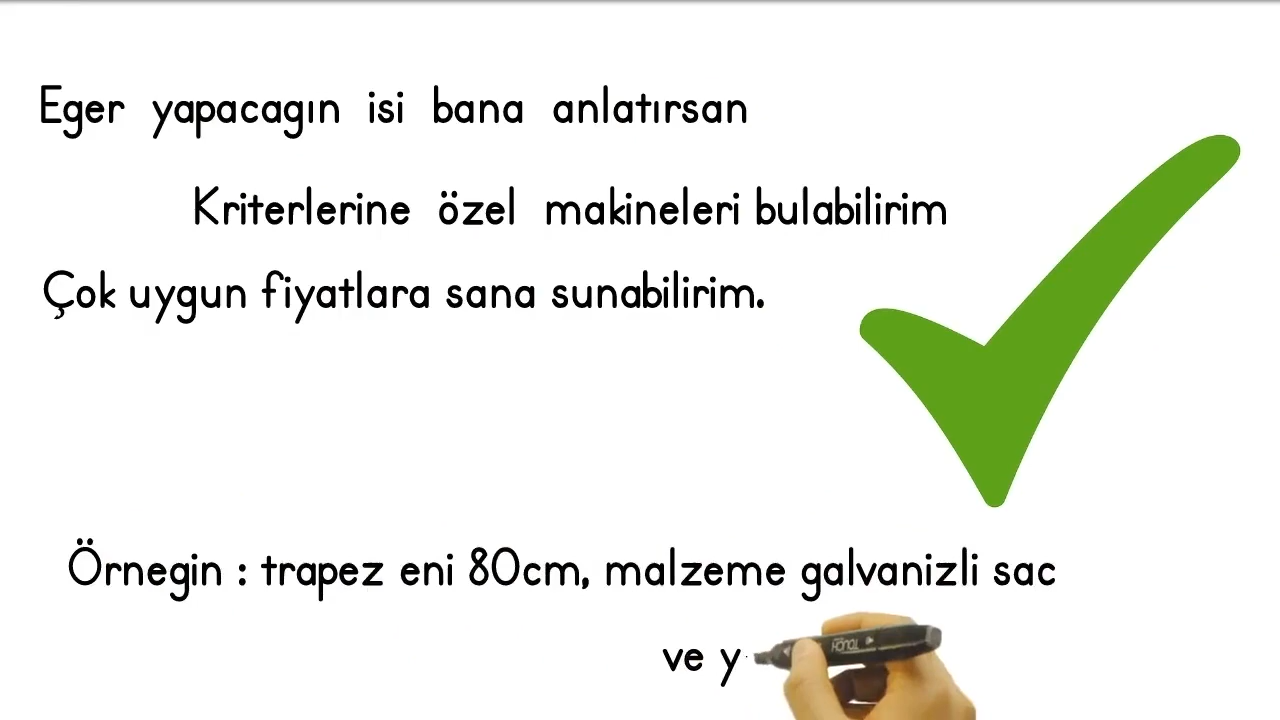 Eger yapacagın isi bana anlatırsan
Kriterlerine özel makineleri bulabilirim
Çok uygun fiyatlara sana sunabilirim.
Örnegin : trapez eni 80cm, malzeme galvanizli sac
ve y
TOUCH